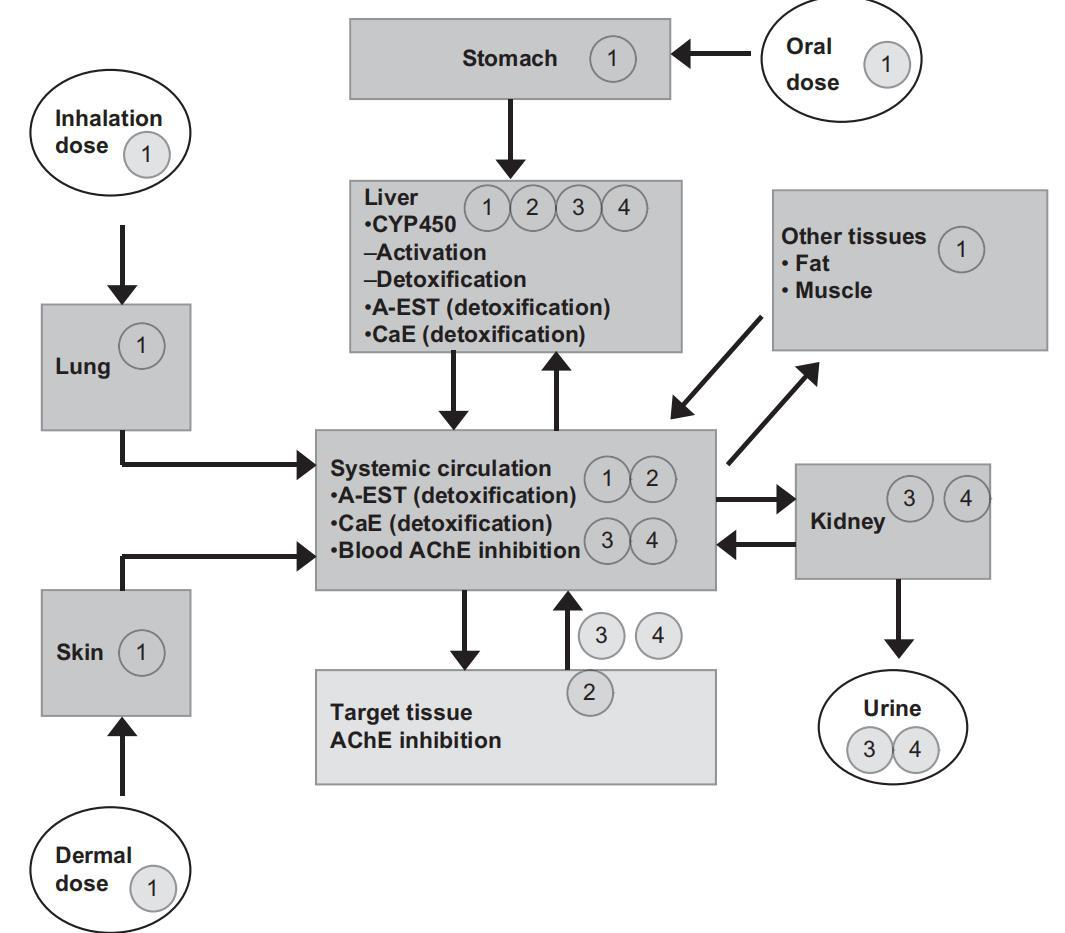 Stomach 1
Oral
dose 1
Inhalation
dose 1
Liver 1 2 3 4
•CYP450
–Activation
–Detoxification
•A-EST (detoxification)
•CaE (detoxification)
Other tissues 1
• Fat
• Muscle
Lung 1
Systemic circulation 1 2
•A-EST (detoxification)
•CaE (detoxification)
•Blood AChE inhibition 3 4
Kidney 3 4
Skin 1
3 4
2
Target tissue
AChE inhibition
Urine
3 4
Dermal
dose 1